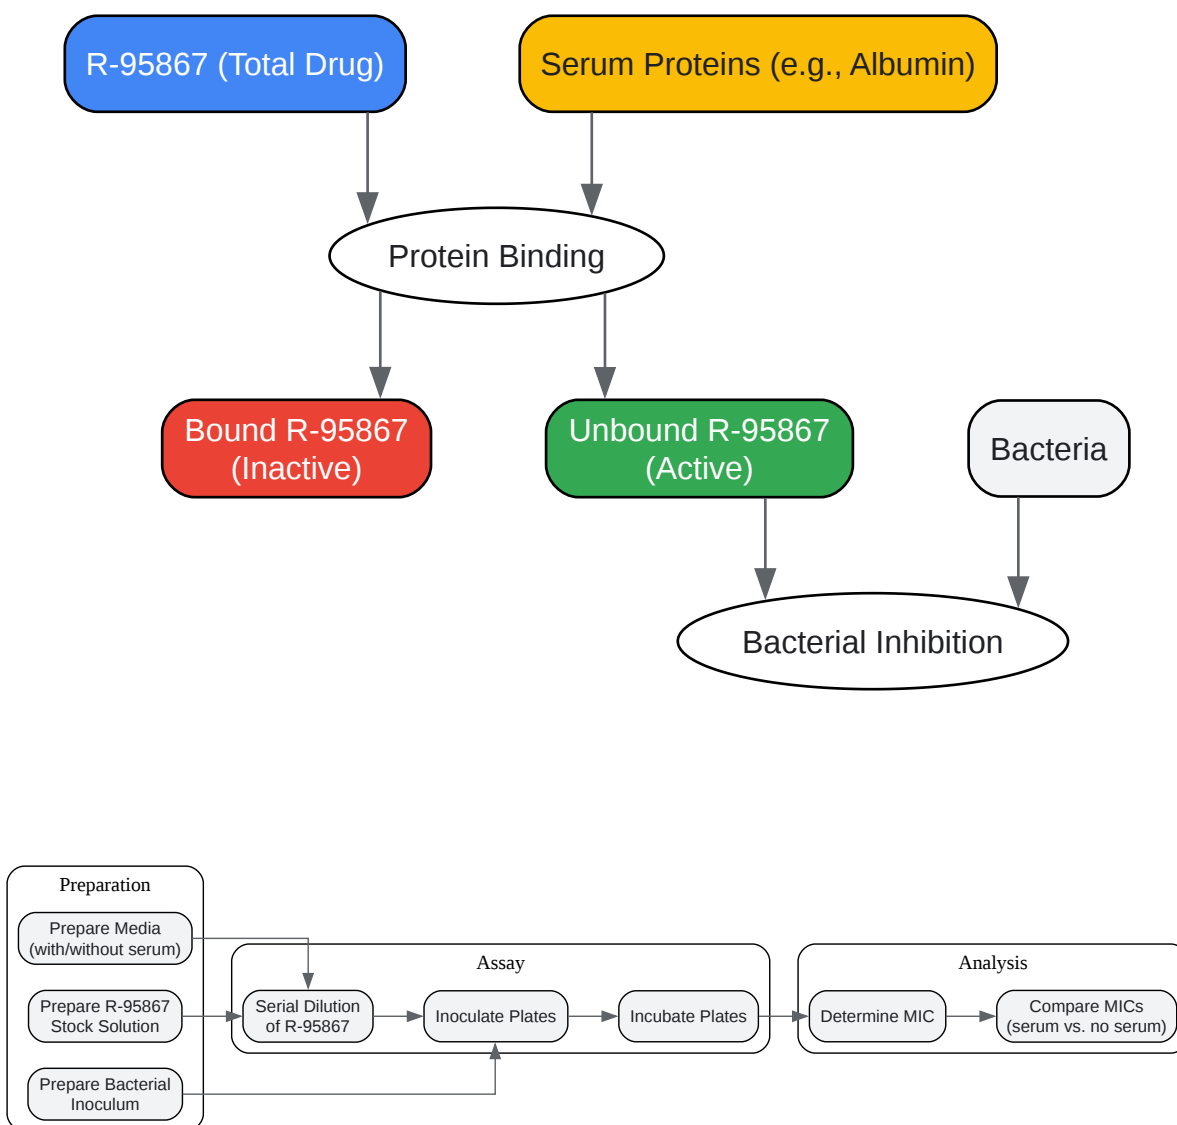 R-95867 (Total Drug)
Serum Proteins (e.g., Albumin)
Protein Binding
Bound R-95867
(Inactive)
Unbound R-95867
(Active)
Bacteria
Bacterial Inhibition
Preparation
Prepare Media
(with/without serum)
Prepare R-95867
Stock Solution
Prepare Bacterial
Inoculum
Assay
Serial Dilution
of R-95867
Inoculate Plates
Incubate Plates
Analysis
Determine MIC
Compare MICs
(serum vs. no serum)